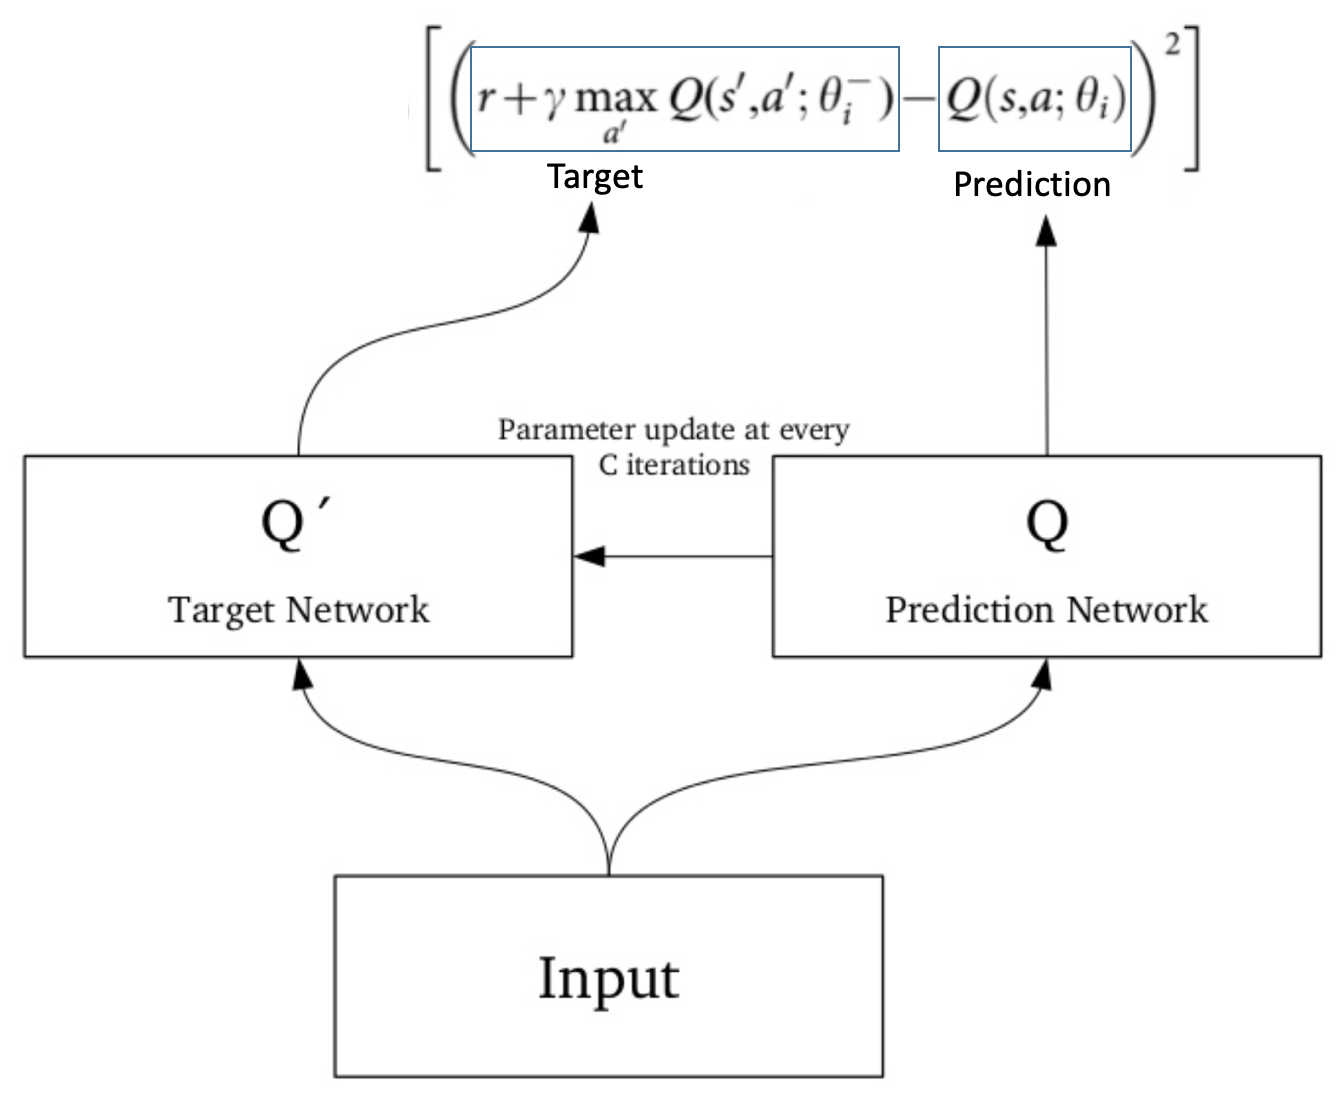 [(r + γ max Q(s′,a′; θᵢ⁻) − Q(s,a; θᵢ))²]
a′
Target
Prediction
Parameter update at every
C iterations
Q´
Target Network
Q
Prediction Network
Input